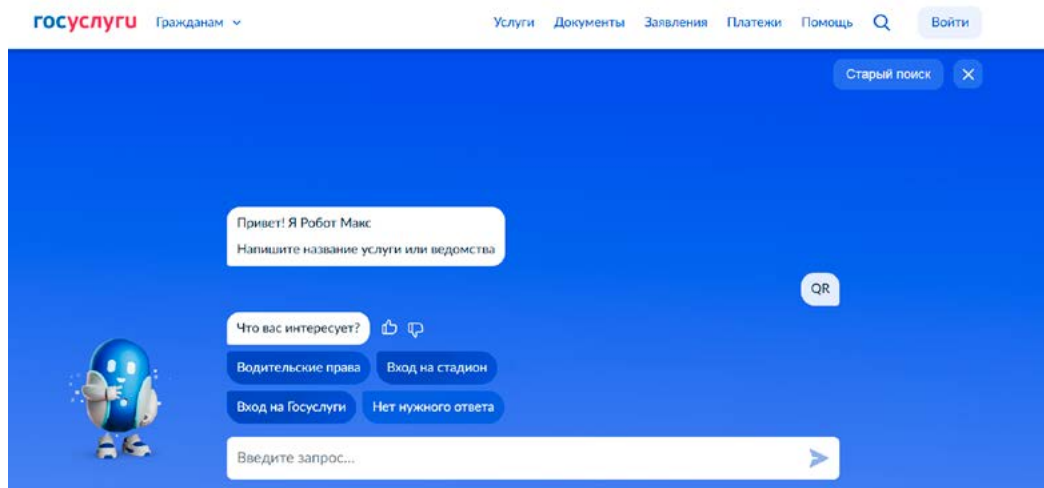 госуслуги Гражданам Услуги Документы Заявления Платежи Помощь Войти
Старый поиск
Привет! Я Робот Макс
Напишите название услуги или ведомства
QR
Что вас интересует?
Водительские права Вход на стадион
Вход на Госуслуги Нет нужного ответа
Введите запрос...